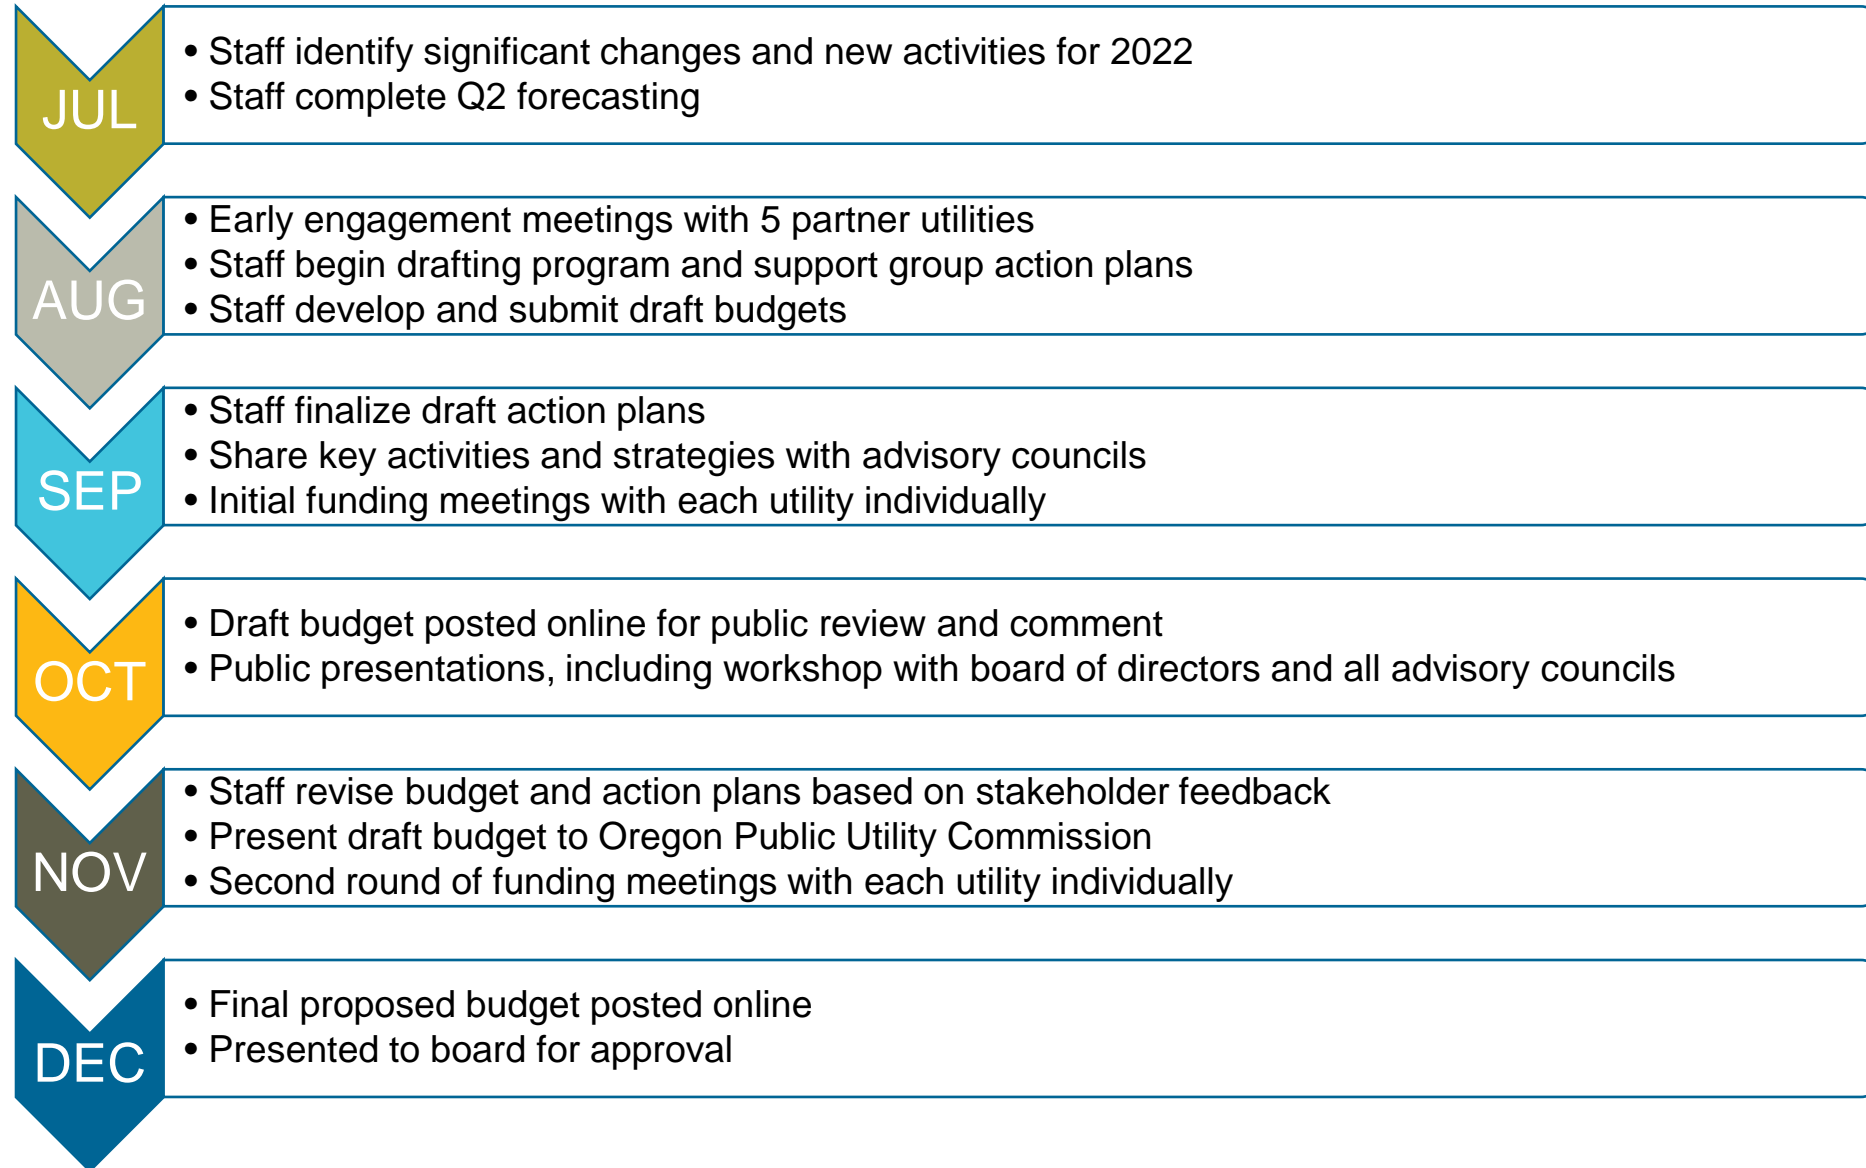 JUL
• Staff identify significant changes and new activities for 2022
• Staff complete Q2 forecasting
AUG
• Early engagement meetings with 5 partner utilities
• Staff begin drafting program and support group action plans
• Staff develop and submit draft budgets
SEP
• Staff finalize draft action plans
• Share key activities and strategies with advisory councils
• Initial funding meetings with each utility individually
OCT
• Draft budget posted online for public review and comment
• Public presentations, including workshop with board of directors and all advisory councils
NOV
• Staff revise budget and action plans based on stakeholder feedback
• Present draft budget to Oregon Public Utility Commission
• Second round of funding meetings with each utility individually
DEC
• Final proposed budget posted online
• Presented to board for approval